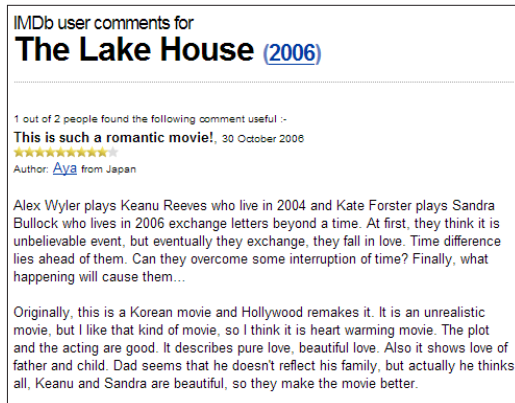 IMDb user comments for
The Lake House (2006)
1 out of 2 people found the following comment useful :-
This is such a romantic movie!, 30 October 2006
Author: Aya from Japan
Alex Wyler plays Keanu Reeves who live in 2004 and Kate Forster plays Sandra
Bullock who lives in 2006 exchange letters beyond a time. At first, they think it is
unbelievable event, but eventually they exchange, they fall in love. Time difference
lies ahead of them. Can they overcome some interruption of time? Finally, what
happening will cause them...
Originally, this is a Korean movie and Hollywood remakes it. It is an unrealistic
movie, but I like that kind of movie, so I think it is heart warming movie. The plot
and the acting are good. It describes pure love, beautiful love. Also it shows love of
father and child. Dad seems that he doesn't reflect his family, but actually he thinks
all, Keanu and Sandra are beautiful, so they make the movie better.